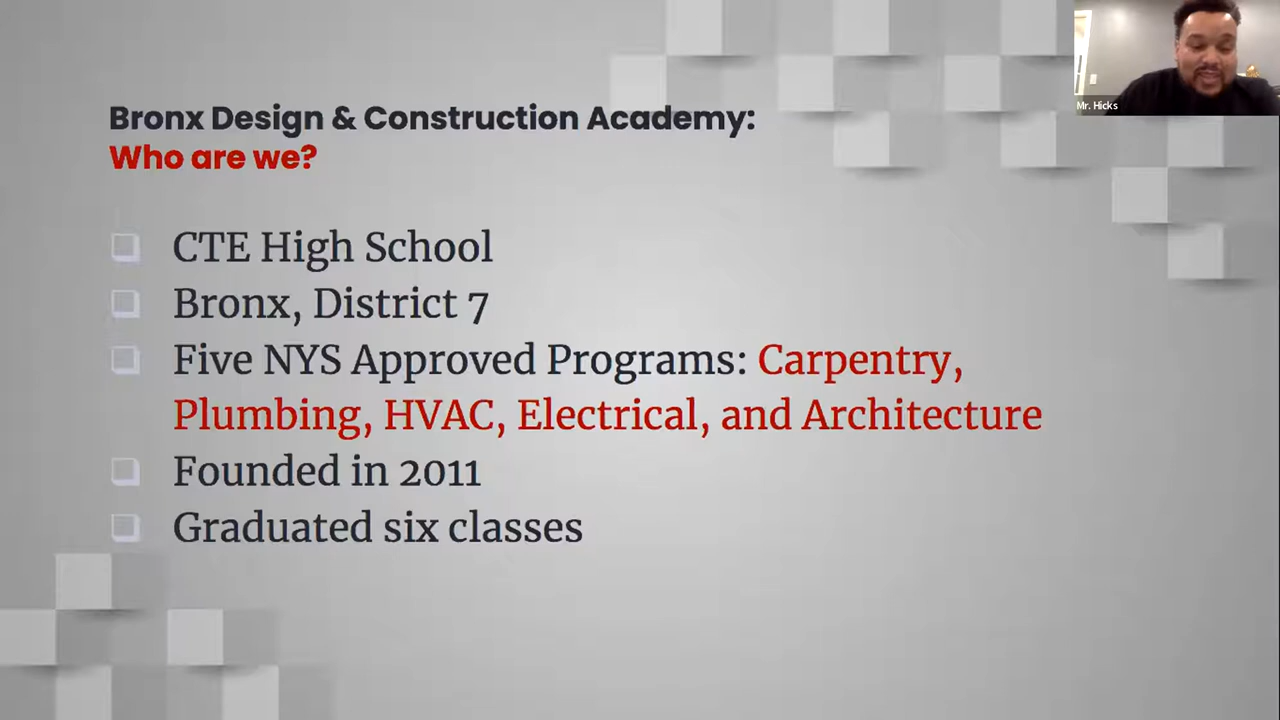 Mr. Hicks
Bronx Design & Construction Academy:
Who are we?
CTE High School
Bronx, District 7
Five NYS Approved Programs: Carpentry,
Plumbing, HVAC, Electrical, and Architecture
Founded in 2011
Graduated six classes